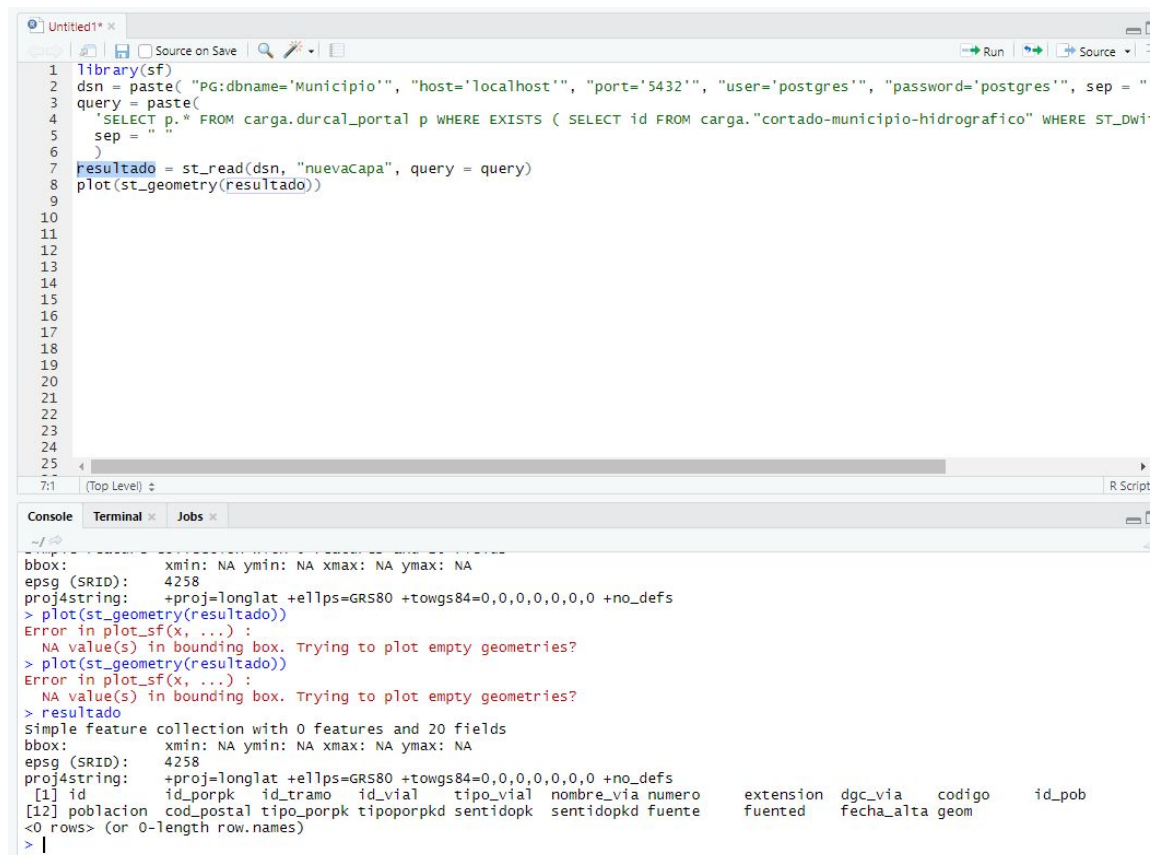 Untitled1*
Source on Save
Run
Source
1 library(sf)
2 dsn = paste( "PG:dbname='Municipio'", "host='localhost'", "port='5432'", "user='postgres'", "password='postgres'", sep = "
3 query = paste(
4 'SELECT p.* FROM carga.durcal_portal p WHERE EXISTS ( SELECT id FROM carga."cortado-municipio-hidrografico" WHERE ST_DWi
5 sep = " "
6 )
7 resultado = st_read(dsn, "nuevaCapa", query = query)
8 plot(st_geometry(resultado))
9
10
11
12
13
14
15
16
17
18
19
20
21
22
23
24
25
7:1 (Top Level) R Script
Console Terminal Jobs
~/
bbox: xmin: NA ymin: NA xmax: NA ymax: NA
epsg (SRID): 4258
proj4string: +proj=longlat +ellps=GRS80 +towgs84=0,0,0,0,0,0,0 +no_defs
> plot(st_geometry(resultado))
Error in plot_sf(x, ...) :
NA value(s) in bounding box. Trying to plot empty geometries?
> plot(st_geometry(resultado))
Error in plot_sf(x, ...) :
NA value(s) in bounding box. Trying to plot empty geometries?
> resultado
Simple feature collection with 0 features and 20 fields
bbox: xmin: NA ymin: NA xmax: NA ymax: NA
epsg (SRID): 4258
proj4string: +proj=longlat +ellps=GRS80 +towgs84=0,0,0,0,0,0,0 +no_defs
[1] id id_porpk id_tramo id_vial tipo_vial nombre_via numero extension dgc_via codigo id_pob
[12] poblacion cod_postal tipo_porpk tipoporpkd sentidopk sentidopkd fuente fuented fecha_alta geom
<0 rows> (or 0-length row.names)
>